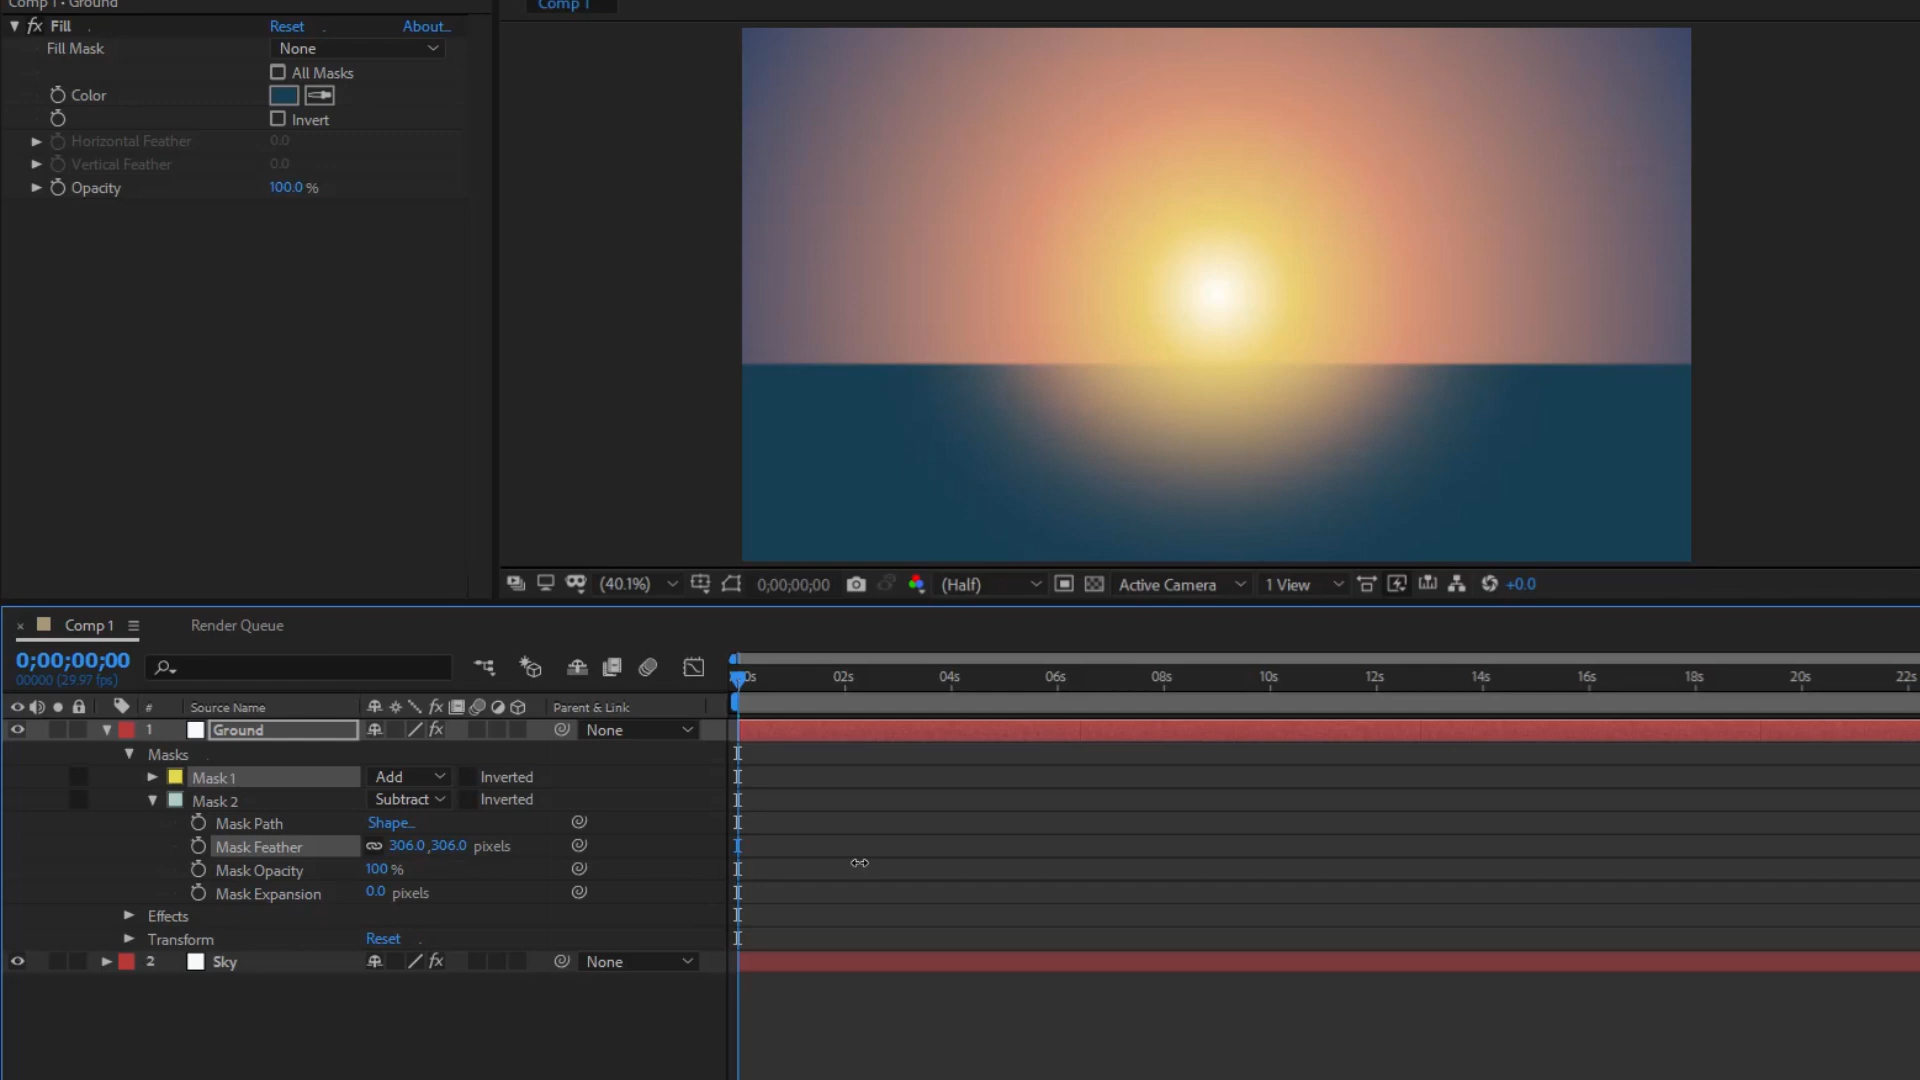 Comp 1 • Ground
Comp 1
fx Fill Reset About...
Fill Mask None
All Masks
Color
Invert
Horizontal Feather 0.0
Vertical Feather 0.0
Opacity 100.0 %
(40.1%) 0;00;00;00 (Half) Active Camera 1 View +0.0
× Comp 1 Render Queue
0;00;00;00
00000 (29.97 fps)
02s 04s 06s 08s 10s 12s 14s 16s 18s 20s 22s
# Source Name fx Parent & Link
1 Ground fx None
Masks
Mask 1 Add Inverted
Mask 2 Subtract Inverted
Mask Path Shape...
Mask Feather 306.0,306.0 pixels
Mask Opacity 100 %
Mask Expansion 0.0 pixels
Effects
Transform Reset
2 Sky fx None